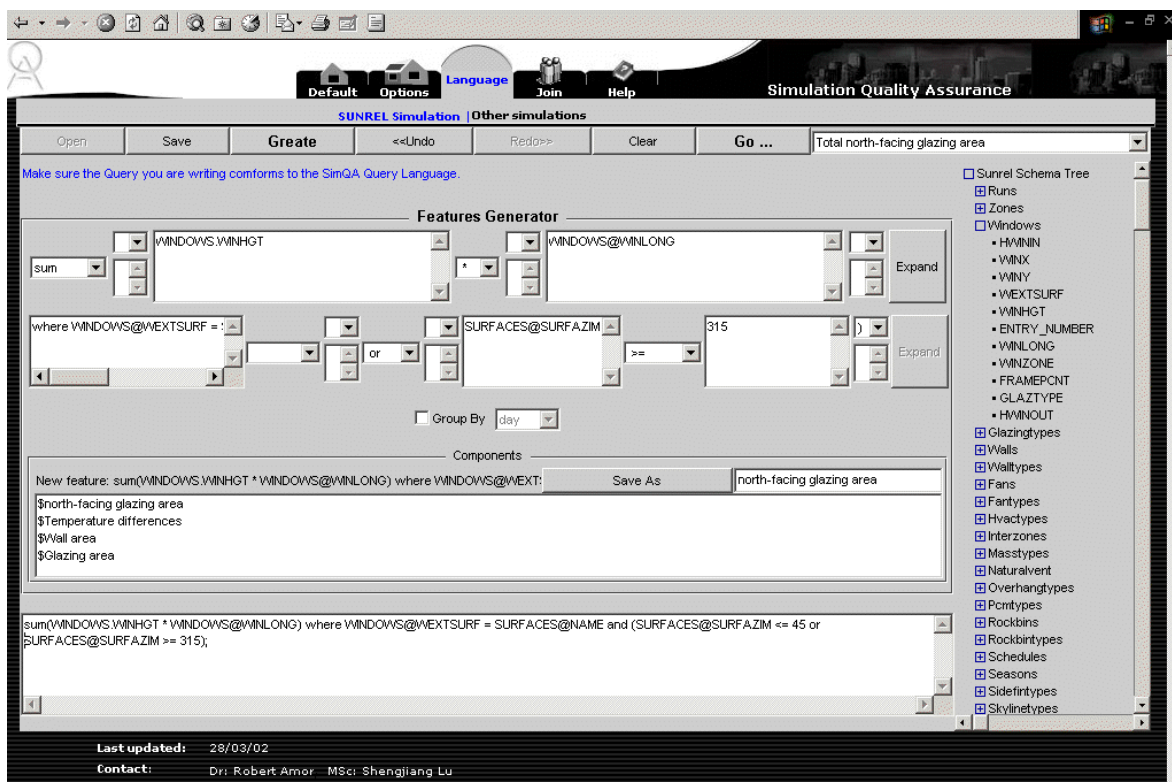 Default Options Language Join Help
Simulation Quality Assurance
SUNREL Simulation | Other simulations
Open Save Greate <<Undo Redo>> Clear Go ... Total north-facing glazing area
Make sure the Query you are writing comforms to the SimQA Query Language.
Features Generator
sum WINDOWS.WINHGT * WINDOWS@WINLONG Expand
where WINDOWS@WEXTSURF = or SURFACES@SURFAZIM >= 315 ) Expand
Group By day
Components
New feature: sum(WINDOWS.WINHGT * WINDOWS@WINLONG) where WINDOWS@WEXT Save As north-facing glazing area
$north-facing glazing area
$Temperature differences
$Wall area
$Glazing area
sum(WINDOWS.WINHGT * WINDOWS@WINLONG) where WINDOWS@WEXTSURF = SURFACES@NAME and (SURFACES@SURFAZIM <= 45 or
SURFACES@SURFAZIM >= 315);
Sunrel Schema Tree
Runs
Zones
Windows
HWININ
WINX
WINY
WEXTSURF
WINHGT
ENTRY_NUMBER
WINLONG
WINZONE
FRAMEPCNT
GLAZTYPE
HWINOUT
Glazingtypes
Walls
Walltypes
Fans
Fantypes
Hvactypes
Interzones
Masstypes
Naturalvent
Overhangtypes
Pcmtypes
Rockbins
Rockbintypes
Schedules
Seasons
Sidefintypes
Skylinetypes
Last updated: 28/03/02
Contact: Dr: Robert Amor MSc: Shengjiang Lu